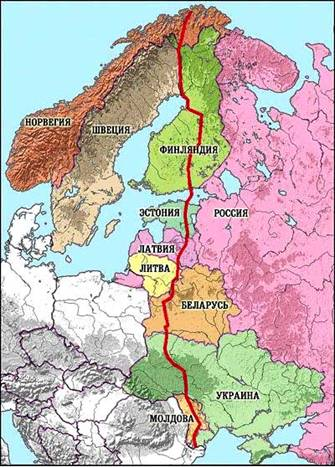 НОРВЕГИЯ
ШВЕЦИЯ
ФИНЛЯНДИЯ
ЭСТОНИЯ
РОССИЯ
ЛАТВИЯ
ЛИТВА
БЕЛАРУСЬ
УКРАИНА
МОЛДОВА